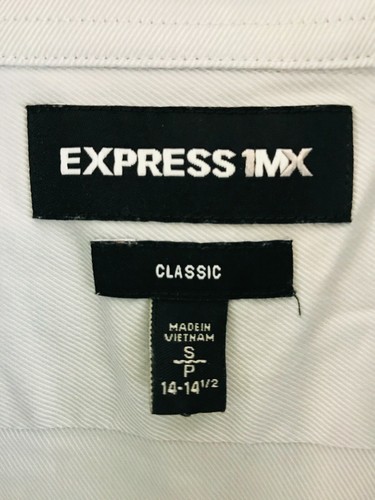 EXPRESS 1MX
CLASSIC
MADE IN
VIETNAM
S
P
14-14 1/2